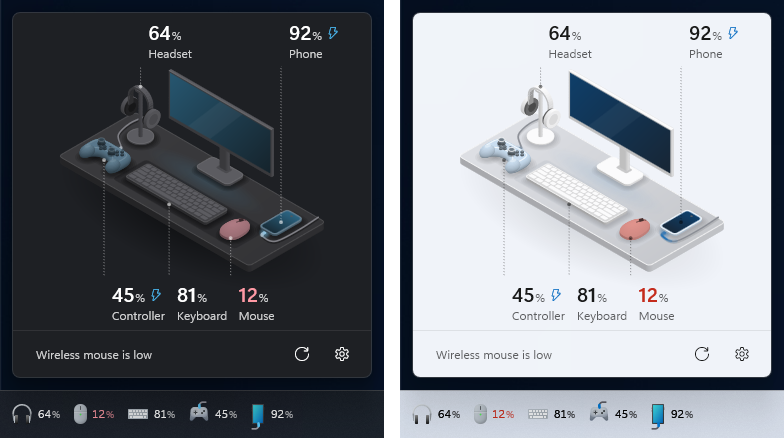 64% 92%
Headset Phone
45% 81% 12%
Controller Keyboard Mouse
Wireless mouse is low
64% 12% 81% 45% 92%
64% 92%
Headset Phone
45% 81% 12%
Controller Keyboard Mouse
Wireless mouse is low
64% 12% 81% 45% 92%